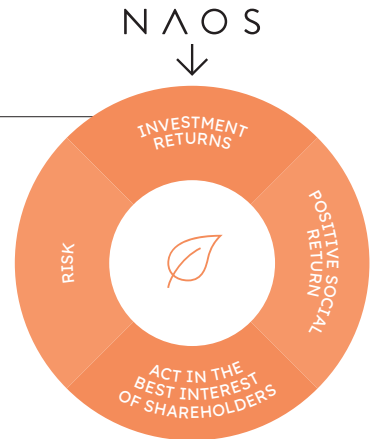 NAOS
INVESTMENT
RETURNS
POSITIVE SOCIAL
RETURN
ACT IN THE
BEST INTEREST
OF SHAREHOLDERS
RISK